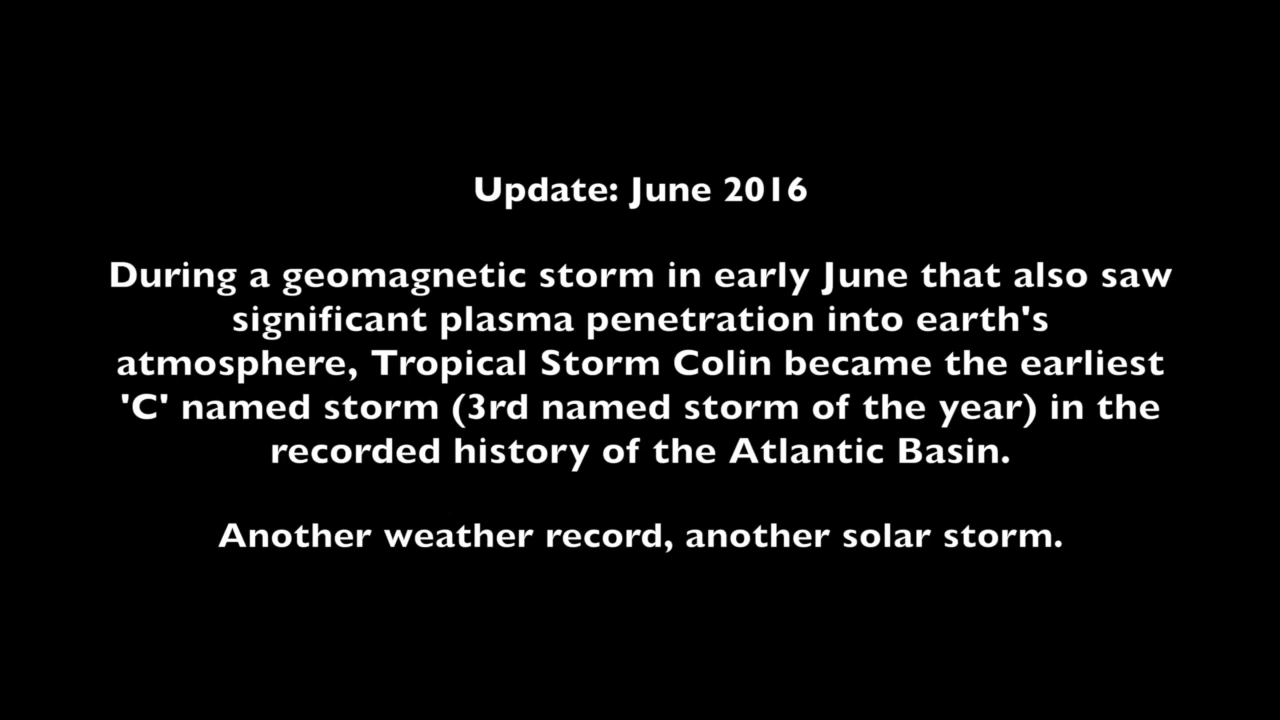 Update: June 2016
During a geomagnetic storm in early June that also saw
significant plasma penetration into earth's
atmosphere, Tropical Storm Colin became the earliest
'C' named storm (3rd named storm of the year) in the
recorded history of the Atlantic Basin.
Another weather record, another solar storm.